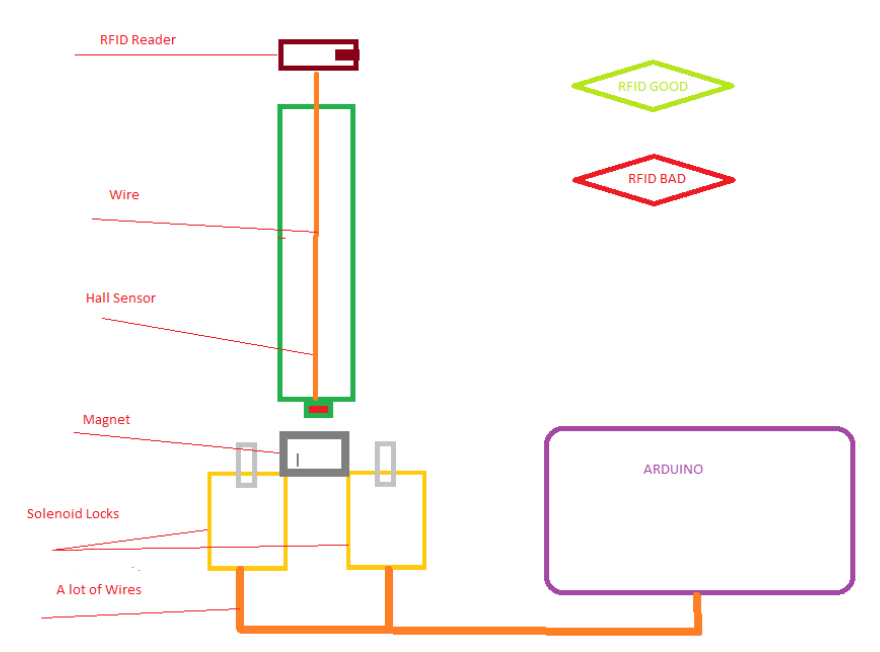 RFID Reader
RFID GOOD
RFID BAD
Wire
Hall Sensor
Magnet
ARDUINO
Solenoid Locks
A lot of Wires